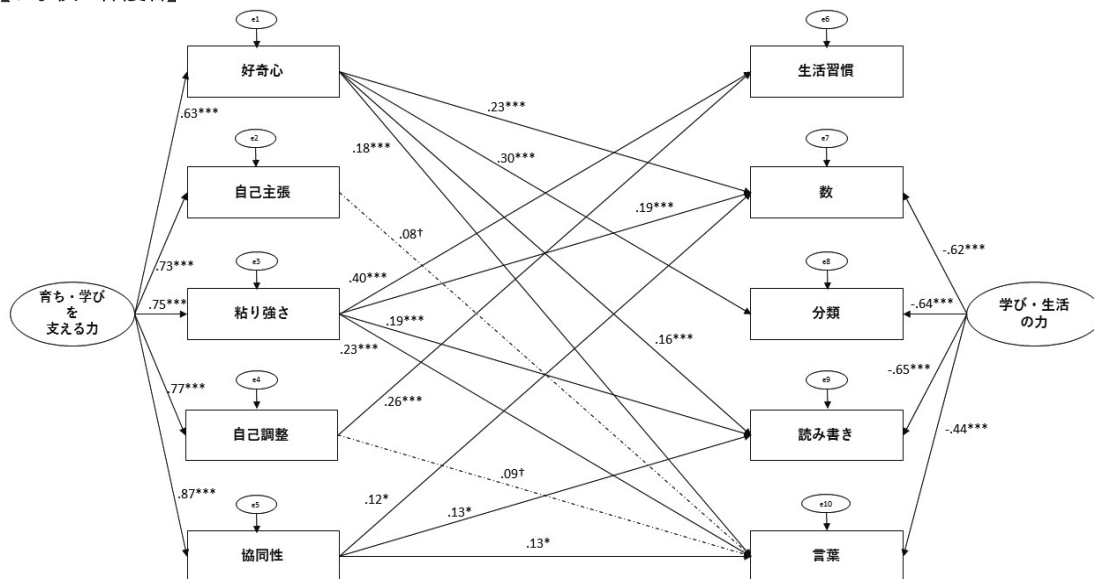 e1
好奇心
e2
自己主張
e3
粘り強さ
e4
自己調整
e5
協同性
育ち・学び
を
支える力
.63***
.73***
.75***
.77***
.87***
e6
生活習慣
e7
数
e8
分類
e9
読み書き
e10
言葉
学び・生活
の力
-.62***
-.64***
-.65***
-.44***
.23***
.18***
.30***
.19***
.08†
.40***
.19***
.16***
.23***
.26***
.09†
.12*
.13*
.13*